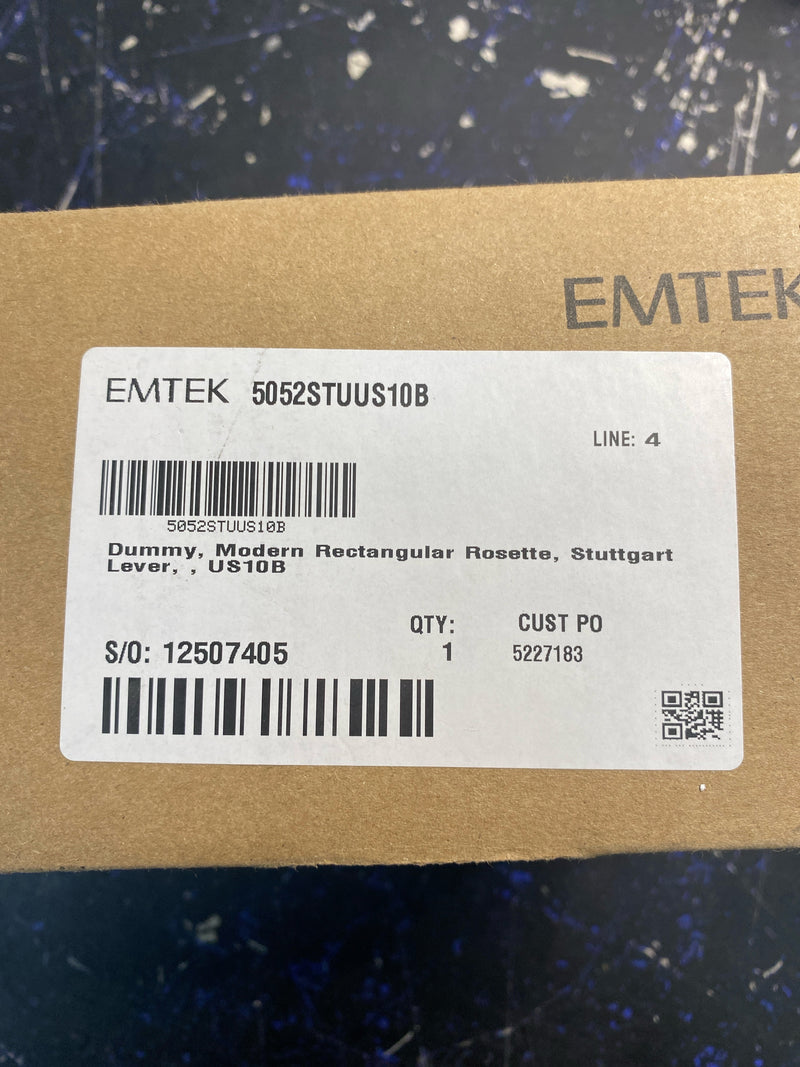 EMTEK
EMTEK 5052STUUS10B
LINE: 4
5052STUUS10B
Dummy, Modern Rectangular Rosette, Stuttgart
Lever, , US10B
QTY: CUST PO
S/O: 12507405 1 5227183